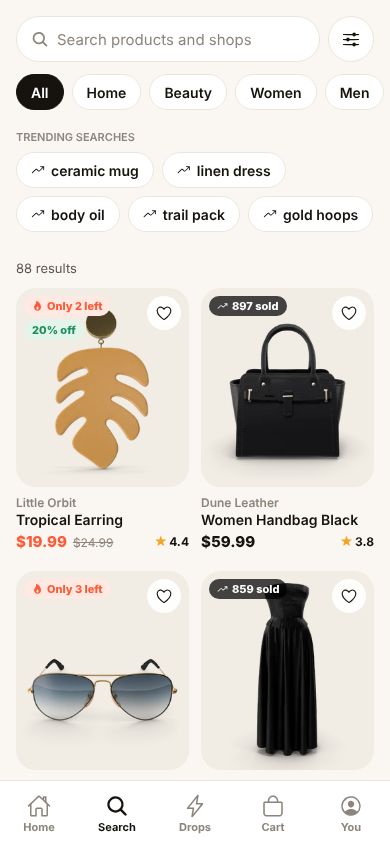 Search products and shops
All Home Beauty Women Men
TRENDING SEARCHES
ceramic mug linen dress
body oil trail pack gold hoops
88 results
Only 2 left
20% off
897 sold
Little Orbit
Tropical Earring
$19.99 $24.99 4.4
Dune Leather
Women Handbag Black
$59.99 3.8
Only 3 left
859 sold
Home Search Drops Cart You